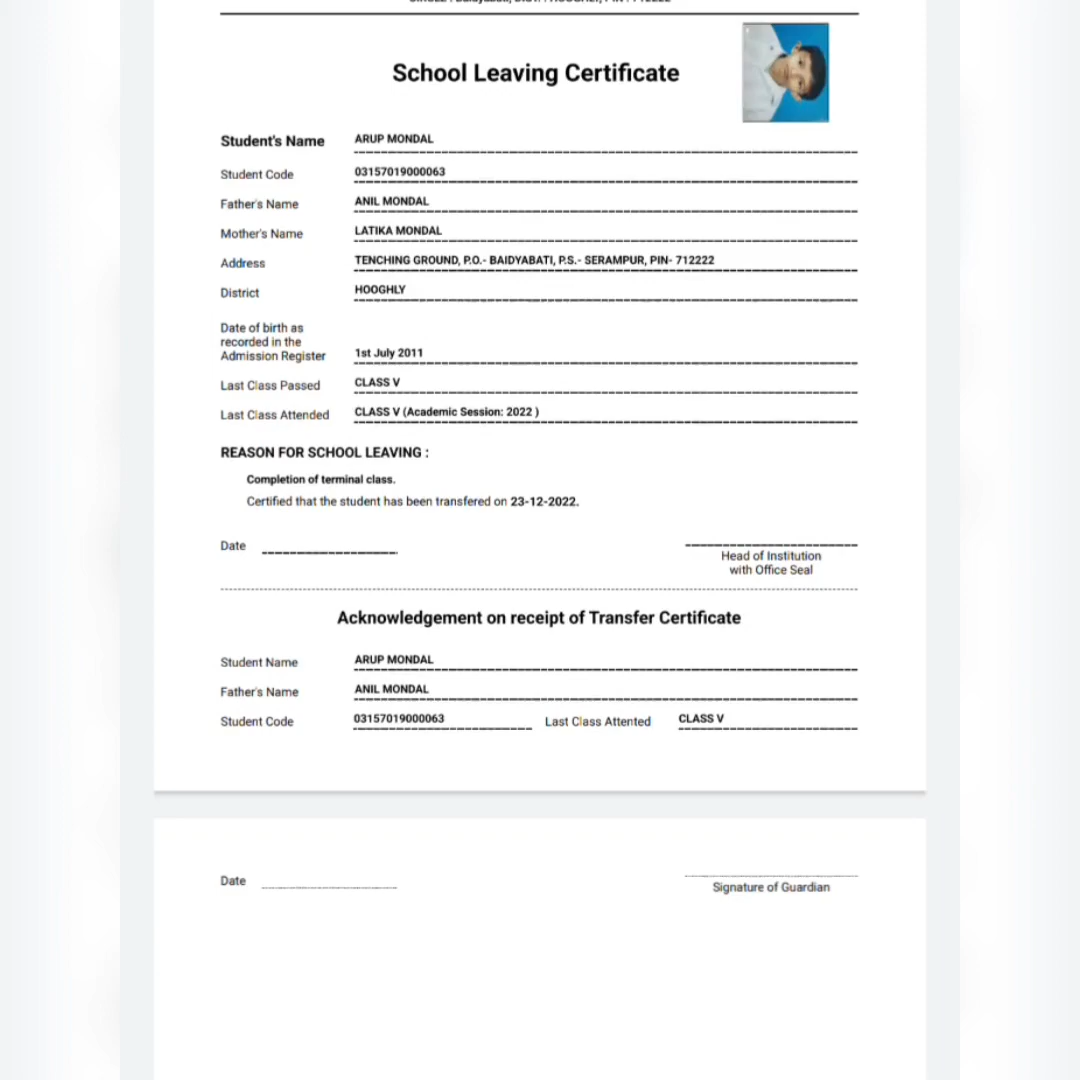 School Leaving Certificate
Student's Name ARUP MONDAL
Student Code 03157019000063
Father's Name ANIL MONDAL
Mother's Name LATIKA MONDAL
Address TENCHING GROUND, P.O.- BAIDYABATI, P.S.- SERAMPUR, PIN- 712222
District HOOGHLY
Date of birth as
recorded in the
Admission Register 1st July 2011
Last Class Passed CLASS V
Last Class Attended CLASS V (Academic Session: 2022 )
REASON FOR SCHOOL LEAVING :
Completion of terminal class.
Certified that the student has been transfered on 23-12-2022.
Date
Head of Institution
with Office Seal
Acknowledgement on receipt of Transfer Certificate
Student Name ARUP MONDAL
Father's Name ANIL MONDAL
Student Code 03157019000063 Last Class Attented CLASS V
Date
Signature of Guardian